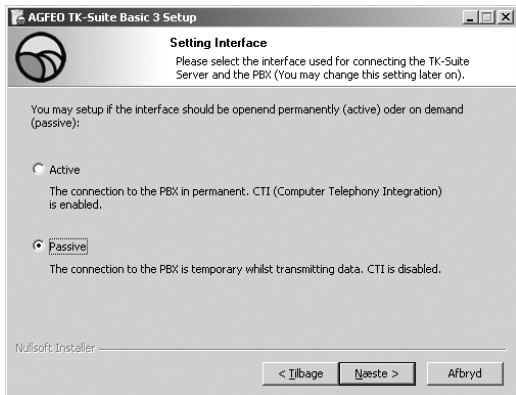 AGFEO TK-Suite Basic 3 Setup
Setting Interface
Please select the interface used for connecting the TK-Suite
Server and the PBX (You may change this setting later on).
You may setup if the interface should be openend permanently (active) oder on demand
(passive):
Active
The connection to the PBX in permanent. CTI (Computer Telephony Integration)
is enabled.
Passive
The connection to the PBX is temporary whilst transmitting data. CTI is disabled.
Nullsoft Installer
< Tilbage
Næste >
Afbryd